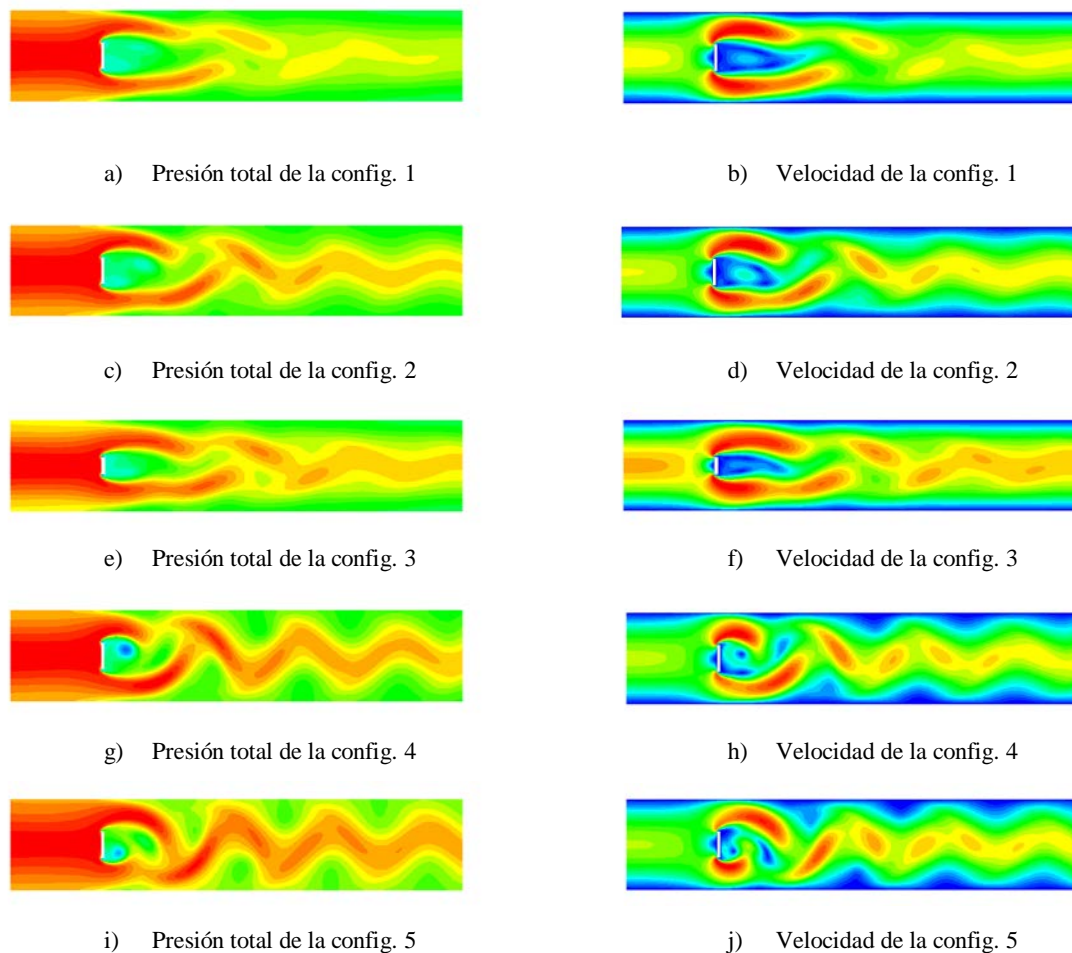 a) Presión total de la config. 1
b) Velocidad de la config. 1
c) Presión total de la config. 2
d) Velocidad de la config. 2
e) Presión total de la config. 3
f) Velocidad de la config. 3
g) Presión total de la config. 4
h) Velocidad de la config. 4
i) Presión total de la config. 5
j) Velocidad de la config. 5